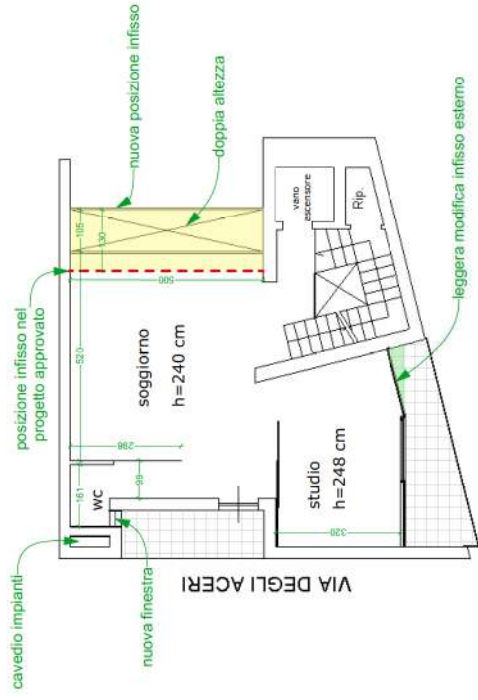 cavedio impianti
posizione infisso nel
progetto approvato
nuova posizione infisso
doppia altezza
nuova finestra
wc
161
520
105
130
500
298
99
soggiorno
h=240 cm
vano
ascensore
Rip.
studio
h=248 cm
320
leggera modifica infisso esterno
VIA DEGLI ACERI